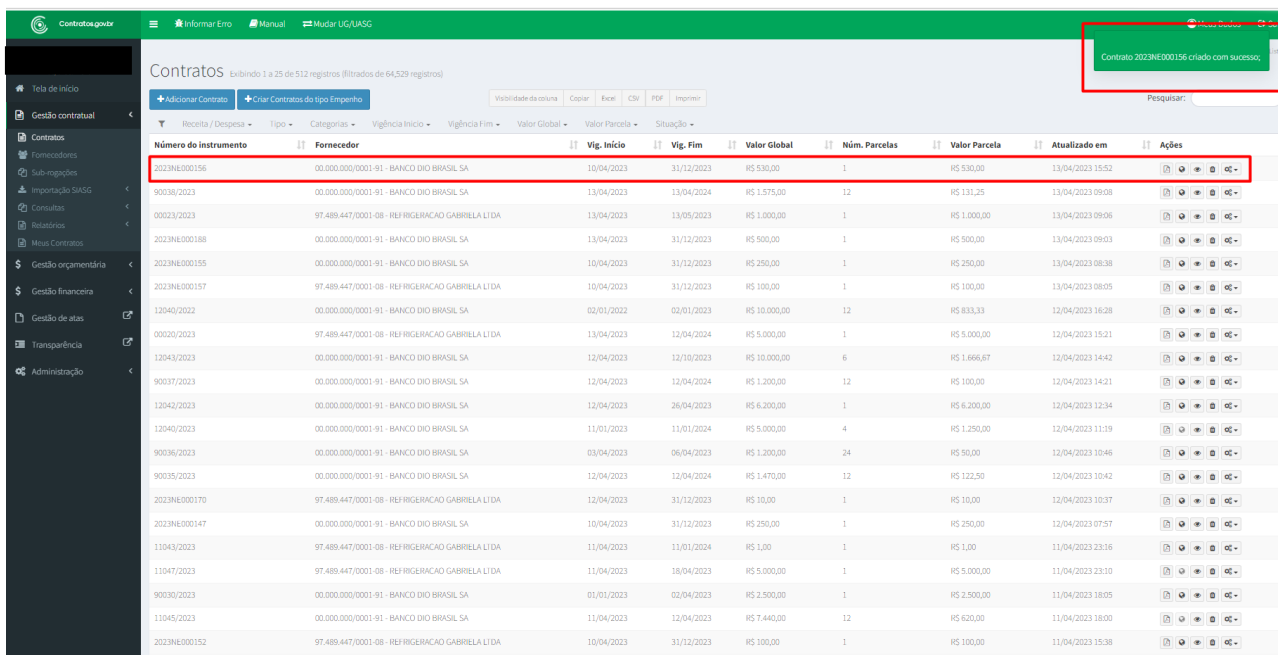 Contratos.gov.br
Informar Erro Manual Mudar UG/UASG
Contrato 2023NE000156 criado com sucesso;
Contratos Exibindo 1 a 25 de 512 registros (filtrados de 64,529 registros)
Tela de início
Gestão contratual
Contratos
Fornecedores
Sub-rogações
Importação SIASG
Consultas
Relatórios
Meus Contratos
Gestão orçamentária
Gestão financeira
Gestão de atas
Transparência
Administração
+Adicionar Contrato +Criar Contratos do tipo Empenho Visibilidade da coluna Copiar Excel CSV PDF Imprimir Pesquisar:
Receita / Despesa Tipo Categorias Vigência Inicio Vigência Fim Valor Global Valor Parcela Situação
Número do instrumento Fornecedor Vig. Início Vig. Fim Valor Global Núm. Parcelas Valor Parcela Atualizado em Ações
2023NE000156 00.000.000/0001-91 - BANCO DIO BRASIL SA 10/04/2023 31/12/2023 R$ 530,00 1 R$ 530,00 13/04/2023 15:52
90038/2023 00.000.000/0001-91 - BANCO DIO BRASIL SA 13/04/2023 13/04/2024 R$ 1.575,00 12 R$ 131,25 13/04/2023 09:08
00023/2023 97.489.447/0001-08 - REFRIGERACAO GABRIELA LTDA 13/04/2023 13/05/2023 R$ 1.000,00 1 R$ 1.000,00 13/04/2023 09:06
2023NE000188 00.000.000/0001-91 - BANCO DIO BRASIL SA 13/04/2023 31/12/2023 R$ 500,00 1 R$ 500,00 13/04/2023 09:03
2023NE000155 00.000.000/0001-91 - BANCO DIO BRASIL SA 10/04/2023 31/12/2023 R$ 250,00 1 R$ 250,00 13/04/2023 08:38
2023NE000157 97.489.447/0001-08 - REFRIGERACAO GABRIELA LTDA 10/04/2023 31/12/2023 R$ 100,00 1 R$ 100,00 13/04/2023 08:05
12040/2022 00.000.000/0001-91 - BANCO DIO BRASIL SA 02/01/2022 02/01/2023 R$ 10.000,00 12 R$ 833,33 12/04/2023 16:28
00020/2023 97.489.447/0001-08 - REFRIGERACAO GABRIELA LTDA 13/04/2023 12/04/2024 R$ 5.000,00 1 R$ 5.000,00 12/04/2023 15:21
12043/2023 00.000.000/0001-91 - BANCO DIO BRASIL SA 12/04/2023 12/10/2023 R$ 10.000,00 6 R$ 1.666,67 12/04/2023 14:42
90037/2023 00.000.000/0001-91 - BANCO DIO BRASIL SA 12/04/2023 12/04/2024 R$ 1.200,00 12 R$ 100,00 12/04/2023 14:21
12042/2023 00.000.000/0001-91 - BANCO DIO BRASIL SA 12/04/2023 26/04/2023 R$ 6.200,00 1 R$ 6.200,00 12/04/2023 12:34
12040/2023 00.000.000/0001-91 - BANCO DIO BRASIL SA 11/01/2023 11/01/2024 R$ 5.000,00 4 R$ 1.250,00 12/04/2023 11:19
90036/2023 00.000.000/0001-91 - BANCO DIO BRASIL SA 03/04/2023 06/04/2023 R$ 1.200,00 24 R$ 50,00 12/04/2023 10:46
90035/2023 00.000.000/0001-91 - BANCO DIO BRASIL SA 12/04/2023 12/04/2024 R$ 1.470,00 12 R$ 122,50 12/04/2023 10:42
2023NE000170 97.489.447/0001-08 - REFRIGERACAO GABRIELA LTDA 12/04/2023 31/12/2023 R$ 10,00 1 R$ 10,00 12/04/2023 10:37
2023NE000147 00.000.000/0001-91 - BANCO DIO BRASIL SA 10/04/2023 31/12/2023 R$ 250,00 1 R$ 250,00 12/04/2023 07:57
11043/2023 97.489.447/0001-08 - REFRIGERACAO GABRIELA LTDA 11/04/2023 11/01/2024 R$ 1,00 1 R$ 1,00 11/04/2023 23:16
11047/2023 97.489.447/0001-08 - REFRIGERACAO GABRIELA LTDA 11/04/2023 18/04/2023 R$ 5.000,00 1 R$ 5.000,00 11/04/2023 23:10
90030/2023 00.000.000/0001-91 - BANCO DIO BRASIL SA 01/01/2023 02/04/2023 R$ 2.500,00 1 R$ 2.500,00 11/04/2023 18:05
11045/2023 00.000.000/0001-91 - BANCO DIO BRASIL SA 11/04/2023 12/04/2023 R$ 7.440,00 12 R$ 620,00 11/04/2023 18:00
2023NE000152 97.489.447/0001-08 - REFRIGERACAO GABRIELA LTDA 10/04/2023 31/12/2023 R$ 100,00 1 R$ 100,00 11/04/2023 15:38